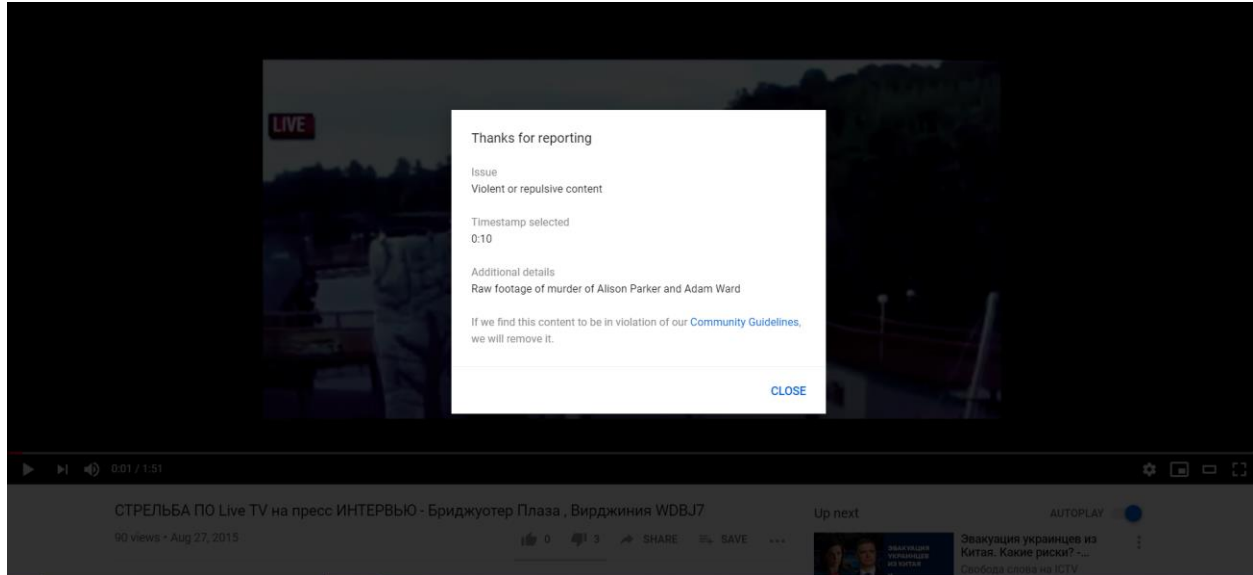 LIVE
Thanks for reporting
Issue
Violent or repulsive content
Timestamp selected
0:10
Additional details
Raw footage of murder of Alison Parker and Adam Ward
If we find this content to be in violation of our Community Guidelines,
we will remove it.
CLOSE
0:01 / 1:51
СТРЕЛЬБА ПО Live TV на пресс ИНТЕРВЬЮ - Бриджуотер Плаза , Вирджиния WDBJ7
90 views • Aug 27, 2015
0
3
SHARE
SAVE
Up next
AUTOPLAY
ЭВАКУАЦИЯ
УКРАИНЦЕВ
ИЗ КИТАЯ
Эвакуация украинцев из
Китая. Какие риски? -...
Свобода слова на ICTV